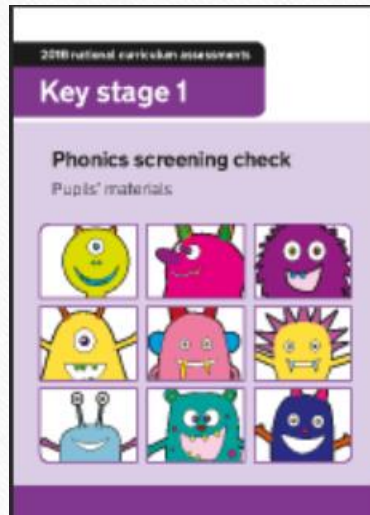 2018 national curriculum assessments
Key stage 1
Phonics screening check
Pupils' materials